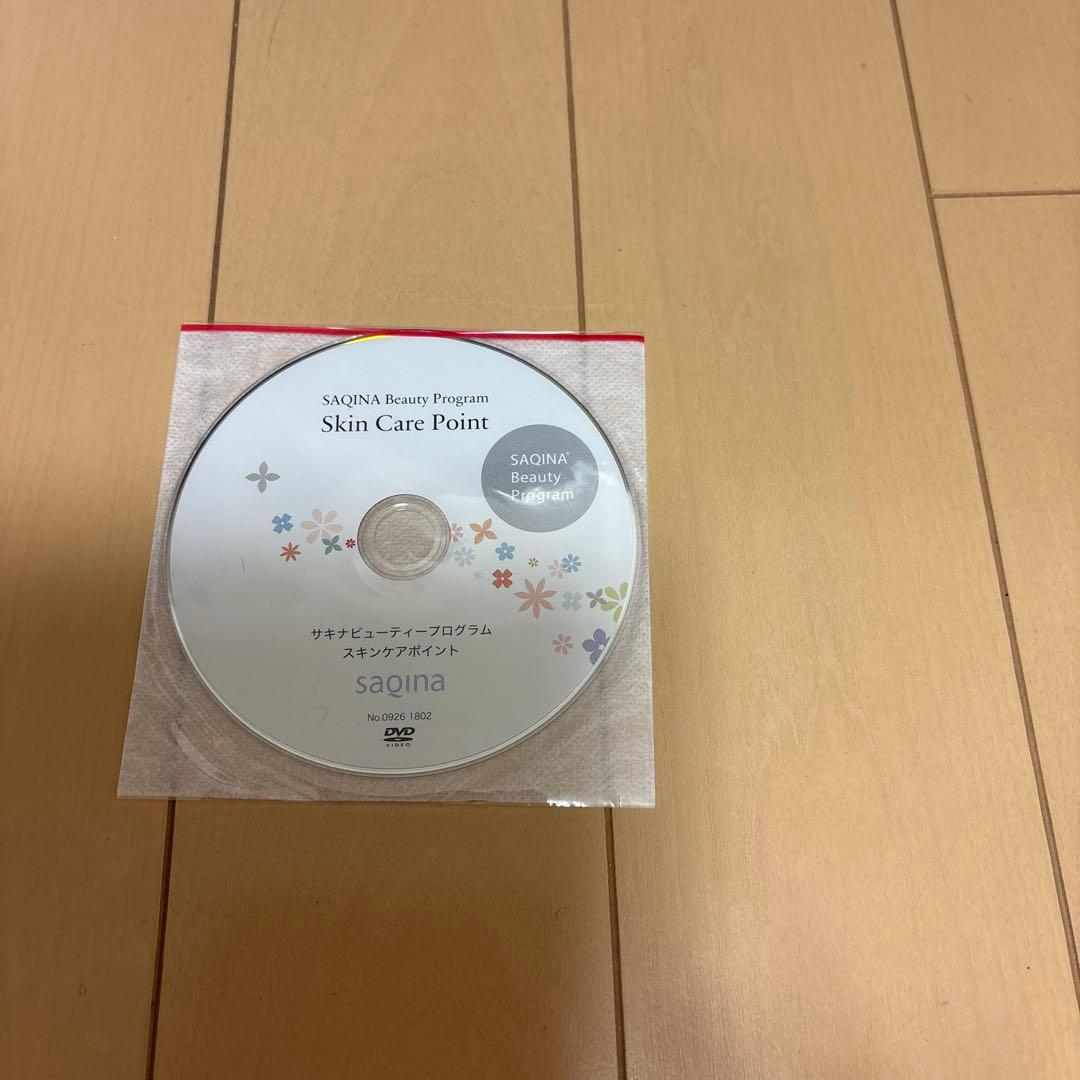 SAQINA Beauty Program
Skin Care Point
SAQINA®
Beauty
Program
サキナビューティープログラム
スキンケアポイント
saqina
No.0926 1802
DVD
VIDEO